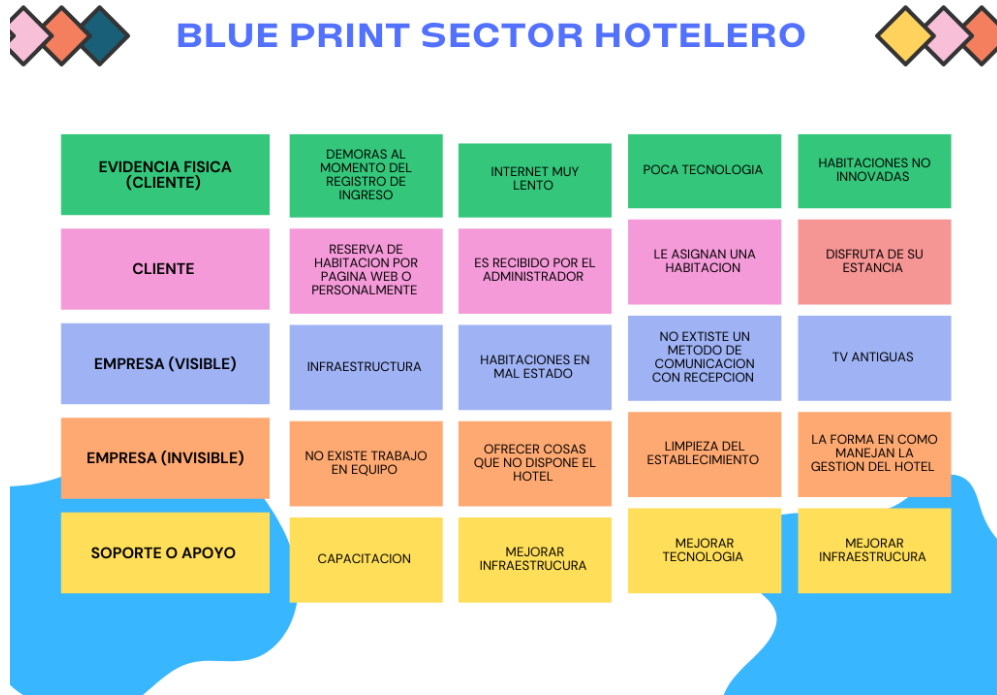 BLUE PRINT SECTOR HOTELERO
EVIDENCIA FISICA
(CLIENTE)
DEMORAS AL
MOMENTO DEL
REGISTRO DE
INGRESO
INTERNET MUY
LENTO
POCA TECNOLOGIA
HABITACIONES NO
INNOVADAS
CLIENTE
RESERVA DE
HABITACION POR
PAGINA WEB O
PERSONALMENTE
ES RECIBIDO POR EL
ADMINISTRADOR
LE ASIGNAN UNA
HABITACION
DISFRUTA DE SU
ESTANCIA
EMPRESA (VISIBLE)
INFRAESTRUCTURA
HABITACIONES EN
MAL ESTADO
NO EXTISTE UN
METODO DE
COMUNICACION
CON RECEPCION
TV ANTIGUAS
EMPRESA (INVISIBLE)
NO EXISTE TRABAJO
EN EQUIPO
OFRECER COSAS
QUE NO DISPONE EL
HOTEL
LIMPIEZA DEL
ESTABLECIMIENTO
LA FORMA EN COMO
MANEJAN LA
GESTION DEL HOTEL
SOPORTE O APOYO
CAPACITACION
MEJORAR
INFRAESTRUCURA
MEJORAR
TECNOLOGIA
MEJORAR
INFRAESTRUCURA